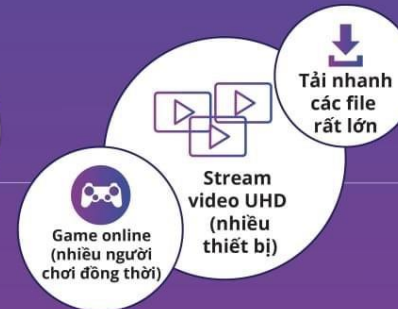 Tải nhanh
các file
rất lớn
Stream
video UHD
(nhiều
thiết bị)
Game online
(nhiều người
chơi đồng thời)